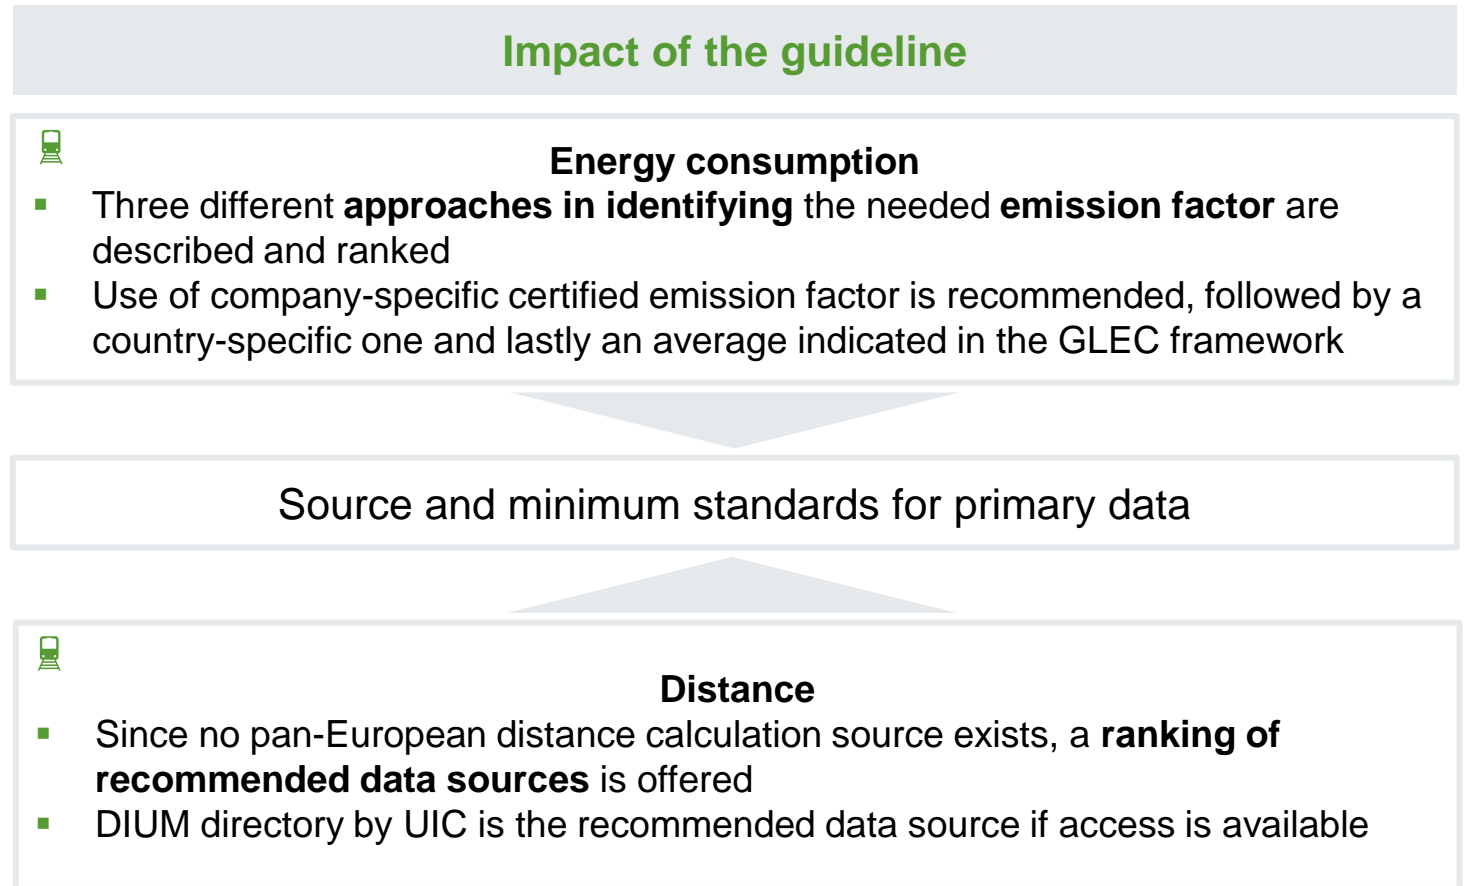 Impact of the guideline
Energy consumption
▪ Three different approaches in identifying the needed emission factor are
described and ranked
▪ Use of company-specific certified emission factor is recommended, followed by a
country-specific one and lastly an average indicated in the GLEC framework
Source and minimum standards for primary data
Distance
▪ Since no pan-European distance calculation source exists, a ranking of
recommended data sources is offered
▪ DIUM directory by UIC is the recommended data source if access is available